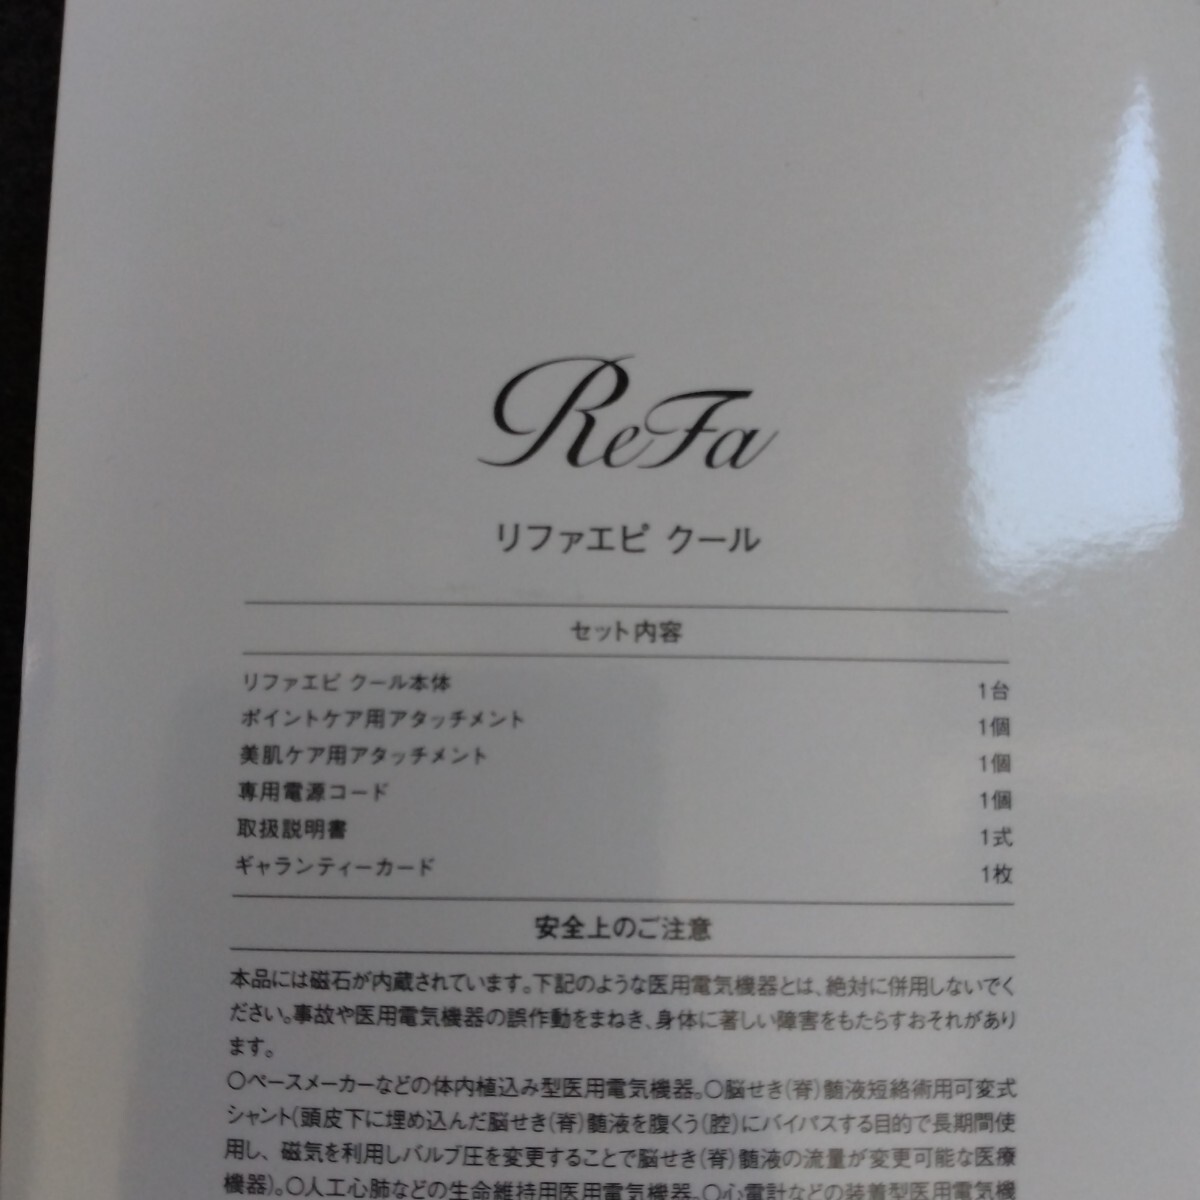 ReFa
リファエピ クール
セット内容
リファエピ クール本体 1台
ポイントケア用アタッチメント 1個
美肌ケア用アタッチメント 1個
専用電源コード 1個
取扱説明書 1式
ギャランティーカード 1枚
安全上のご注意
本品には磁石が内蔵されています。下記のような医用電気機器とは、絶対に併用しないでく
ださい。事故や医用電気機器の誤作動をまねき、身体に著しい障害をもたらすおそれがあり
ます。
○ペースメーカーなどの体内植込み型医用電気機器。○脳せき(脊)髄液短絡術用可変式
シャント(頭皮下に埋め込んだ脳せき(脊)髄液を腹くう(腔)にバイパスする目的で長期間使
用し、磁気を利用しバルブ圧を変更することで脳せき(脊)髄液の流量が変更可能な医療
機器)。○人工心肺などの生命維持用医用電気機器。○心電計などの装着型医用電気機